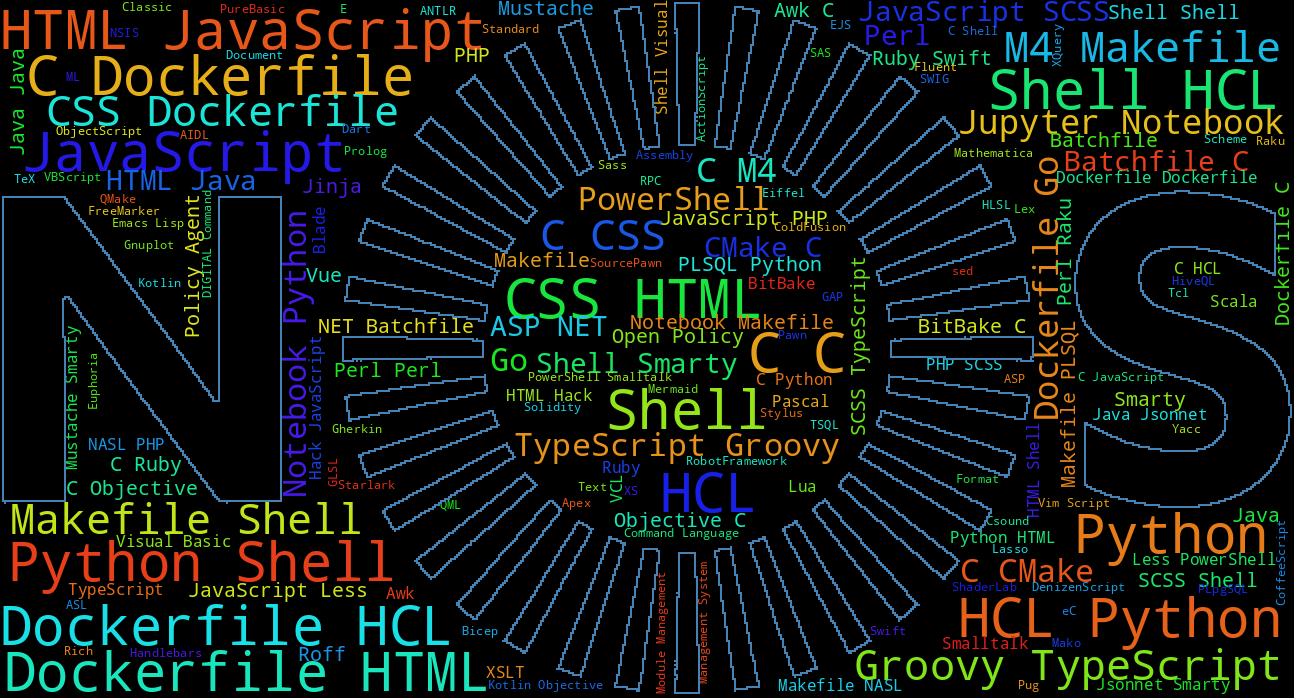 Classic
PureBasic
E
ANTLR
Mustache
Awk C
EJS
JavaScript SCSS
Shell Shell
HTML JavaScript
NSIS
Standard
Perl
C Shell
PHP
Document
Shell Visual
ActionScript
SAS
Ruby Swift
Fluent
SWIG
XQuery
M4 Makefile
Java Java
C Dockerfile
ML
Shell HCL
CSS Dockerfile
Jupyter Notebook
ObjectScript
AIDL
Dart
Batchfile
Scheme
Raku
JavaScript
Prolog
Assembly
Mathematica
Batchfile C
TeX
VBScript
HTML Java
Jinja
Sass
RPC
C M4
Eiffel
Dockerfile Dockerfile
QMake
FreeMarker
Emacs Lisp
Gnuplot
Kotlin
Policy Agent
DIGITAL Command
Notebook Python
Blade
PowerShell
JavaScript PHP
ColdFusion
HLSL
Lex
Dockerfile Go
Perl Raku
Dockerfile C
C CSS
CMake C
Makefile
SourcePawn
PLSQL Python
Vue
BitBake
GAP
sed
C HCL
HiveQL
Tcl
Scala
CSS HTML
SCSS TypeScript
NET Batchfile
ASP NET
Notebook Makefile
BitBake C
Open Policy
Pawn
Mustache Smarty
Euphoria
Hack JavaScript
Go
Shell Smarty
C C
PHP SCSS
Makefile PLSQL
Perl Perl
PowerShell Smalltalk
C Python
ASP
C JavaScript
HTML Hack
Mermaid
Pascal
Smarty
Solidity
Shell
Stylus
Java Jsonnet
Gherkin
TSQL
Yacc
NASL PHP
TypeScript Groovy
C Ruby
GLSL
Starlark
Ruby
RobotFramework
HTML Shell
C Objective
Text
VCL
XS
HCL
Lua
Format
QML
Apex
Vim Script
Makefile Shell
Objective C
Csound
Python
Java
Visual Basic
Command Language
Python HTML
Lasso
Python Shell
Less PowerShell
CoffeeScript
C CMake
SCSS Shell
TypeScript
JavaScript Less
Awk
Module Management
Management System
ShaderLab
DenizenScript
PLpgSQL
ASL
eC
HCL Python
Dockerfile HCL
Bicep
Swift
Smalltalk
Mako
Rich
Handlebars
Roff
Groovy TypeScript
Dockerfile HTML
XSLT
Kotlin Objective
Makefile NASL
Pug
Jsonnet Smarty